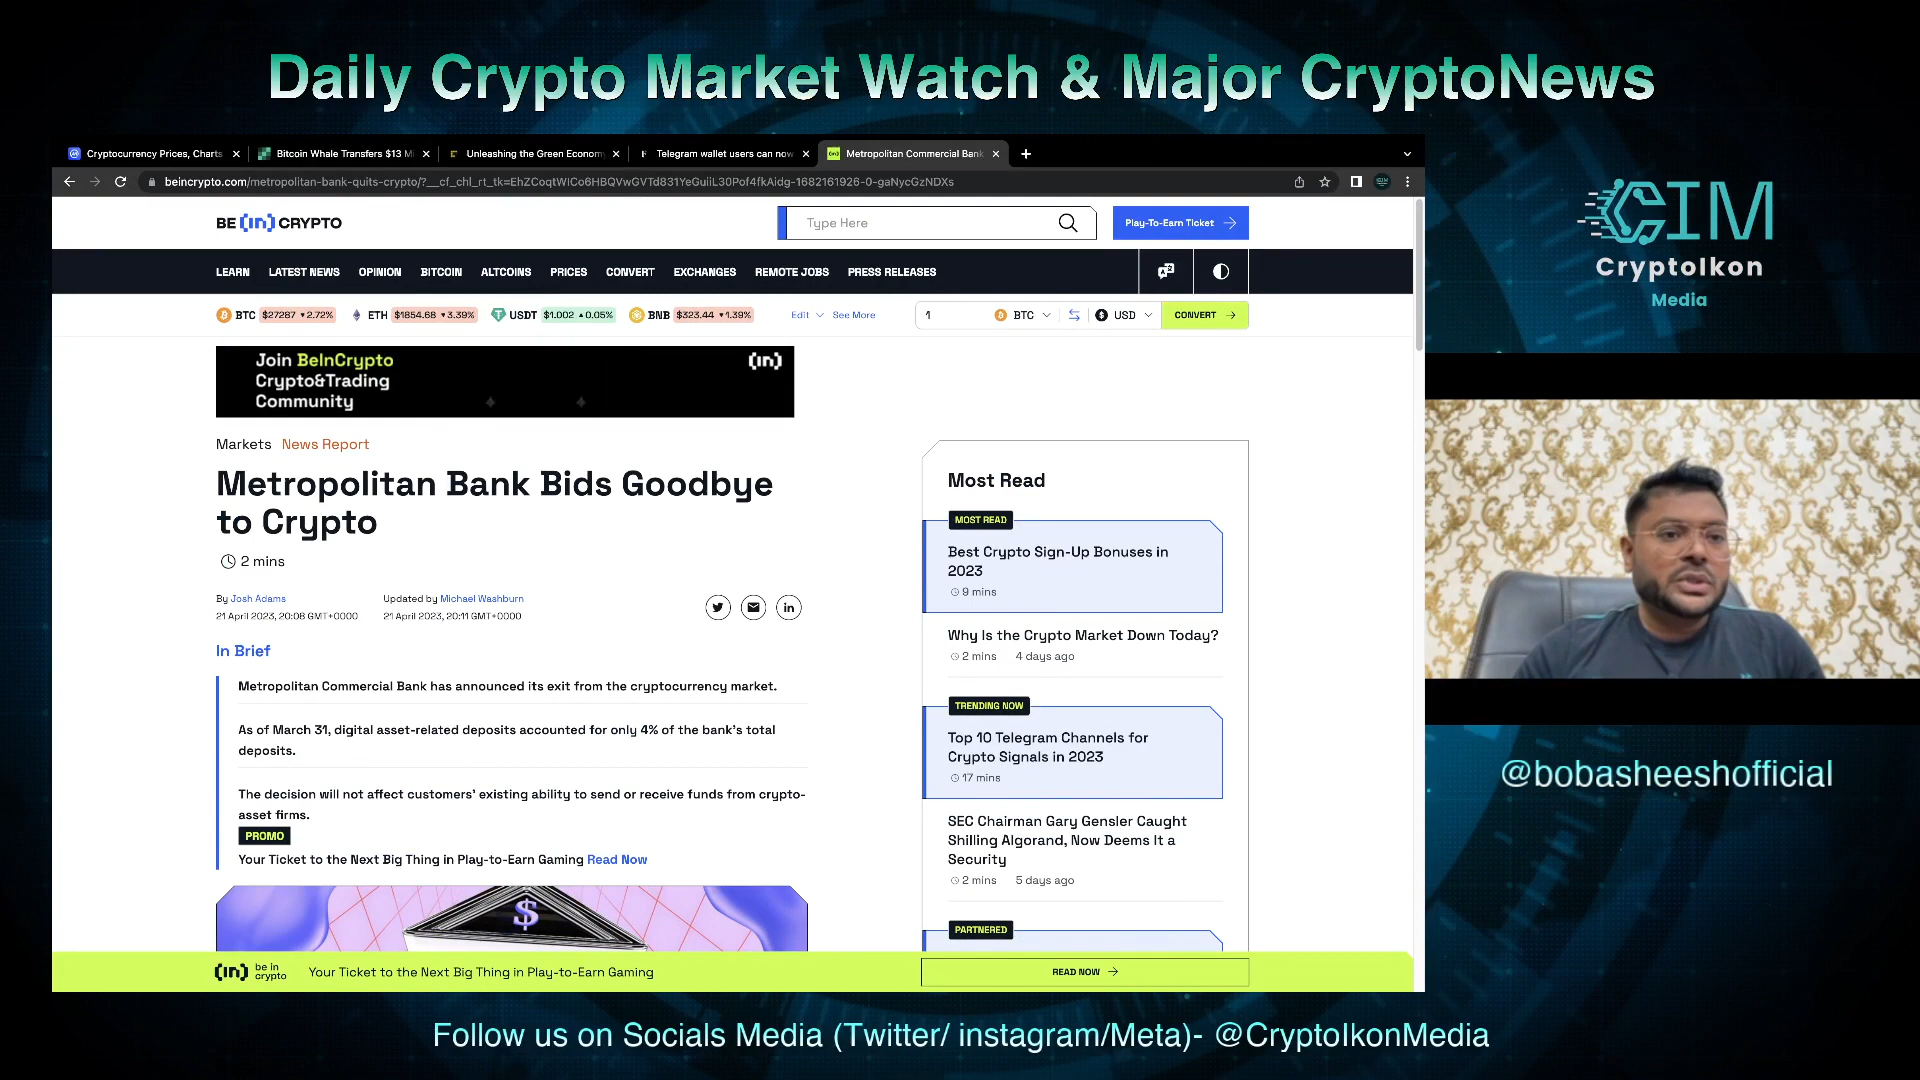 Daily Crypto Market Watch & Major CryptoNews
Cryptocurrency Prices, Charts
Bitcoin Whale Transfers $13 Mi
Unleashing the Green Economy
Telegram wallet users can now
Metropolitan Commercial Bank
beincrypto.com/metropolitan-bank-quits-crypto/?__cf_chl_rt_tk=EhZCoqtWICo6HBQVwGVTd831YeGuiiL30Pof4fkAidg-1682161926-0-gaNycGzNDXs
BE [in] CRYPTO
Type Here
Play-To-Earn Ticket
LEARN LATEST NEWS OPINION BITCOIN ALTCOINS PRICES CONVERT EXCHANGES REMOTE JOBS PRESS RELEASES
BTC $27287 ▾2.72% ETH $1854.68 ▾3.39% USDT $1.002 ▴0.05% BNB $323.44 ▾1.39% Edit See More 1 BTC USD CONVERT
Join BeInCrypto
Crypto&Trading
Community
(in)
Markets News Report
Metropolitan Bank Bids Goodbye
to Crypto
2 mins
By Josh Adams
21 April 2023, 20:08 GMT+0000
Updated by Michael Washburn
21 April 2023, 20:11 GMT+0000
in
In Brief
Metropolitan Commercial Bank has announced its exit from the cryptocurrency market.
As of March 31, digital asset-related deposits accounted for only 4% of the bank's total
deposits.
The decision will not affect customers' existing ability to send or receive funds from crypto-
asset firms.
PROMO
Your Ticket to the Next Big Thing in Play-to-Earn Gaming Read Now
$
Most Read
MOST READ
Best Crypto Sign-Up Bonuses in
2023
9 mins
Why Is the Crypto Market Down Today?
2 mins 4 days ago
TRENDING NOW
Top 10 Telegram Channels for
Crypto Signals in 2023
17 mins
SEC Chairman Gary Gensler Caught
Shilling Algorand, Now Deems It a
Security
2 mins 5 days ago
PARTNERED
(in) be in
crypto
Your Ticket to the Next Big Thing in Play-to-Earn Gaming
READ NOW
CIM
CryptoIkon
Media
@bobasheeshofficial
Follow us on Socials Media (Twitter/ instagram/Meta)- @CryptoIkonMedia